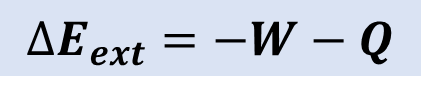 ΔE_ext = −W − Q